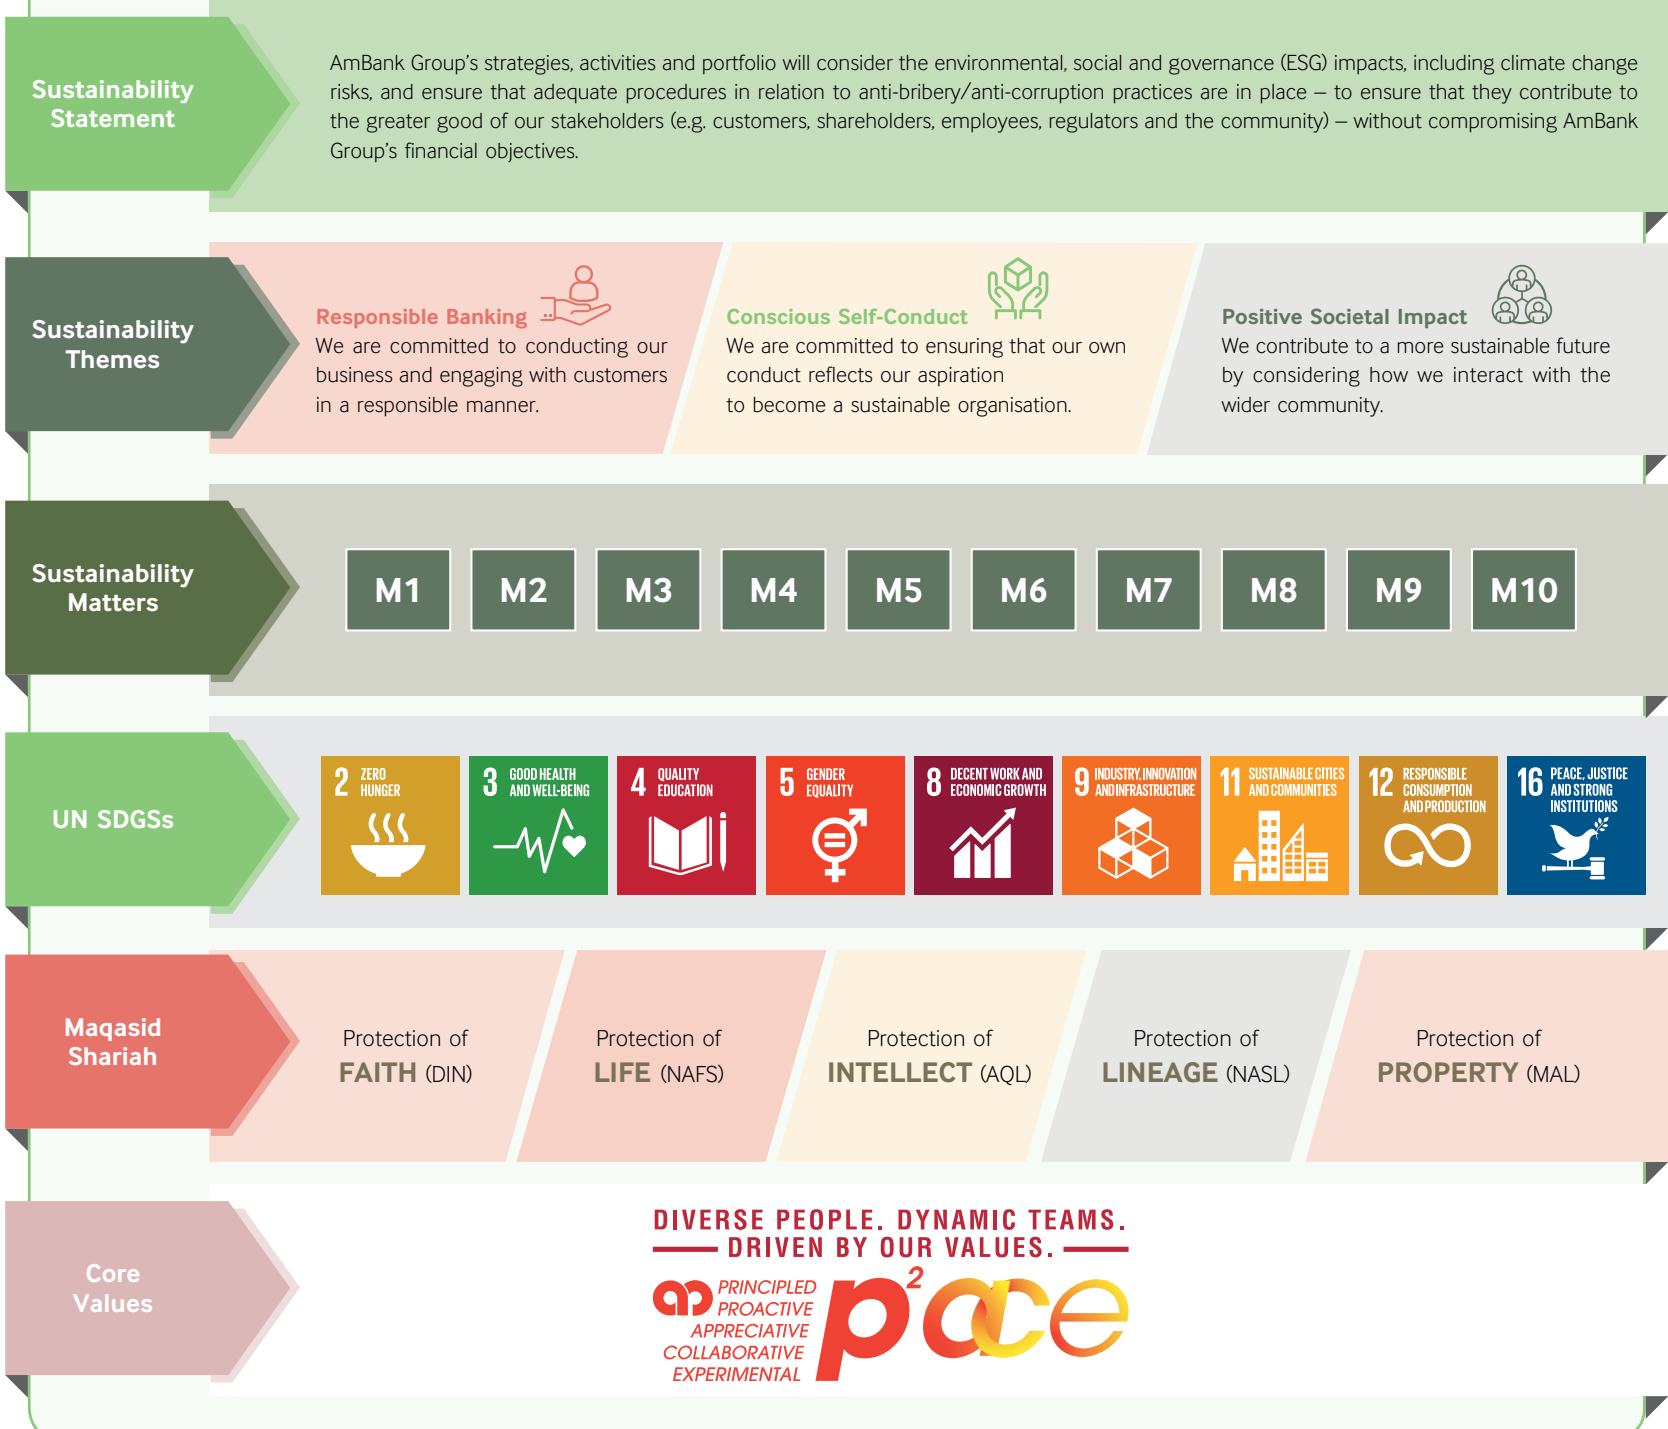 Sustainability
Statement
AmBank Group's strategies, activities and portfolio will consider the environmental, social and governance (ESG) impacts, including climate change
risks, and ensure that adequate procedures in relation to anti-bribery/anti-corruption practices are in place – to ensure that they contribute to
the greater good of our stakeholders (e.g. customers, shareholders, employees, regulators and the community) – without compromising AmBank
Group's financial objectives.
Sustainability
Themes
Responsible Banking
We are committed to conducting our
business and engaging with customers
in a responsible manner.
Conscious Self-Conduct
We are committed to ensuring that our own
conduct reflects our aspiration
to become a sustainable organisation.
Positive Societal Impact
We contribute to a more sustainable future
by considering how we interact with the
wider community.
Sustainability
Matters
M1
M2
M3
M4
M5
M6
M7
M8
M9
M10
UN SDGSs
2 ZERO
HUNGER
3 GOOD HEALTH
AND WELL-BEING
4 QUALITY
EDUCATION
5 GENDER
EQUALITY
8 DECENT WORK AND
ECONOMIC GROWTH
9 INDUSTRY, INNOVATION
AND INFRASTRUCTURE
11 SUSTAINABLE CITIES
AND COMMUNITIES
12 RESPONSIBLE
CONSUMPTION
AND PRODUCTION
16 PEACE, JUSTICE
AND STRONG
INSTITUTIONS
Maqasid
Shariah
Protection of
FAITH (DIN)
Protection of
LIFE (NAFS)
Protection of
INTELLECT (AQL)
Protection of
LINEAGE (NASL)
Protection of
PROPERTY (MAL)
Core
Values
DIVERSE PEOPLE. DYNAMIC TEAMS.
DRIVEN BY OUR VALUES.
PRINCIPLED
PROACTIVE
APPRECIATIVE
COLLABORATIVE
EXPERIMENTAL
p²ace